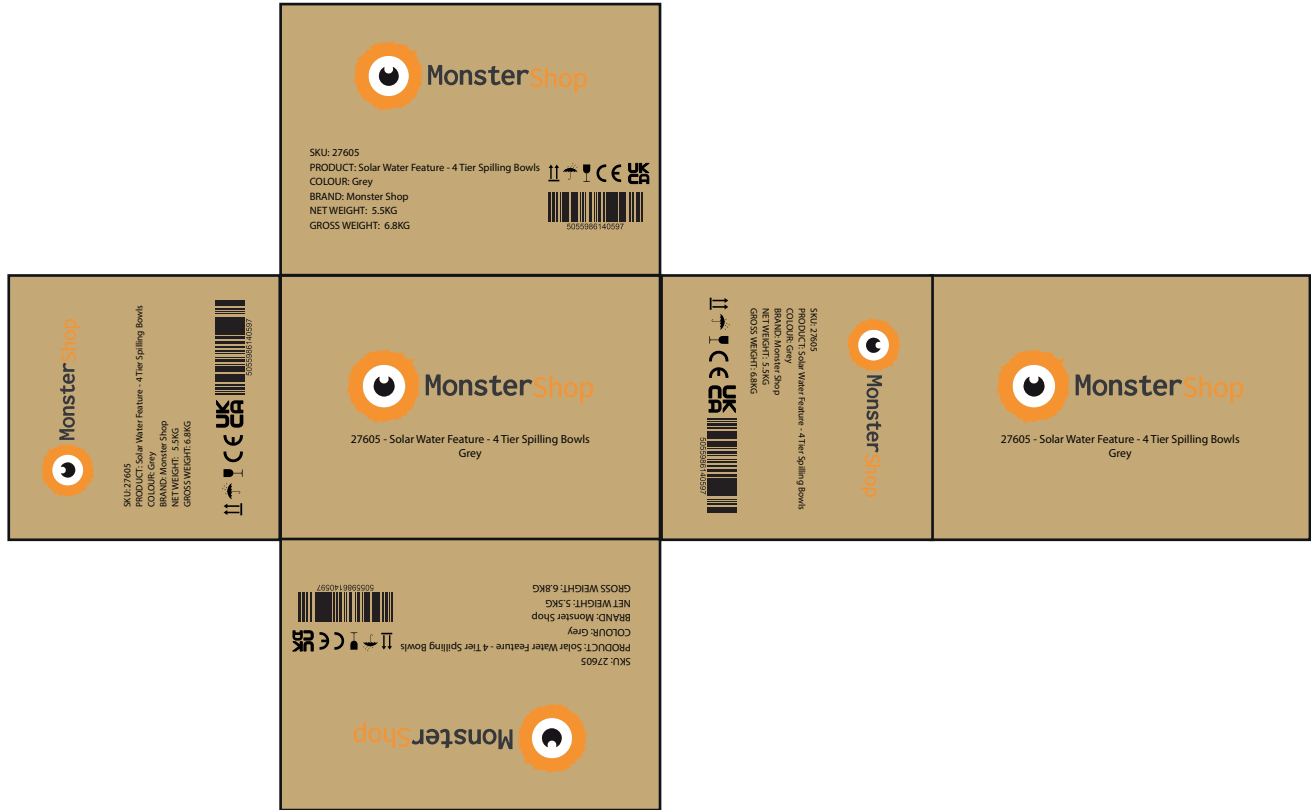 MonsterShop
SKU: 27605
PRODUCT: Solar Water Feature - 4 Tier Spilling Bowls
COLOUR: Grey
BRAND: Monster Shop
NET WEIGHT: 5.5KG
GROSS WEIGHT: 6.8KG
CE UK CA
5055986140597
MonsterShop
SKU: 27605
PRODUCT: Solar Water Feature - 4 Tier Spilling Bowls
COLOUR: Grey
BRAND: Monster Shop
NET WEIGHT: 5.5KG
GROSS WEIGHT: 6.8KG
CE UK CA
5055986140597
MonsterShop
27605 - Solar Water Feature - 4 Tier Spilling Bowls
Grey
MonsterShop
SKU: 27605
PRODUCT: Solar Water Feature - 4 Tier Spilling Bowls
COLOUR: Grey
BRAND: Monster Shop
NET WEIGHT: 5.5KG
GROSS WEIGHT: 6.8KG
CE UK CA
5055986140597
MonsterShop
27605 - Solar Water Feature - 4 Tier Spilling Bowls
Grey
MonsterShop
SKU: 27605
PRODUCT: Solar Water Feature - 4 Tier Spilling Bowls
COLOUR: Grey
BRAND: Monster Shop
NET WEIGHT: 5.5KG
GROSS WEIGHT: 6.8KG
CE UK CA
5055986140597